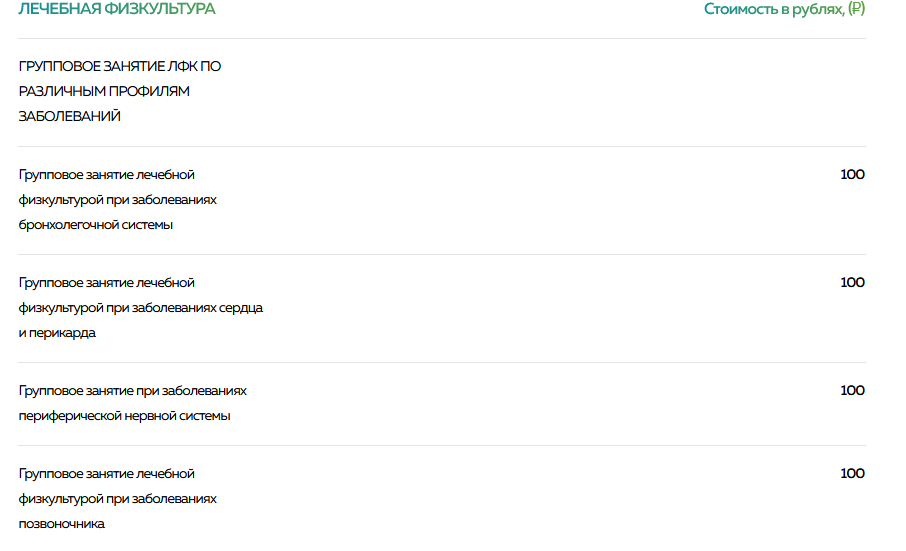 ЛЕЧЕБНАЯ ФИЗКУЛЬТУРА Стоимость в рублях, (₽)
ГРУППОВОЕ ЗАНЯТИЕ ЛФК ПО
РАЗЛИЧНЫМ ПРОФИЛЯМ
ЗАБОЛЕВАНИЙ
Групповое занятие лечебной 100
физкультурой при заболеваниях
бронхолегочной системы
Групповое занятие лечебной 100
физкультурой при заболеваниях сердца
и перикарда
Групповое занятие при заболеваниях 100
периферической нервной системы
Групповое занятие лечебной 100
физкультурой при заболеваниях
позвоночника